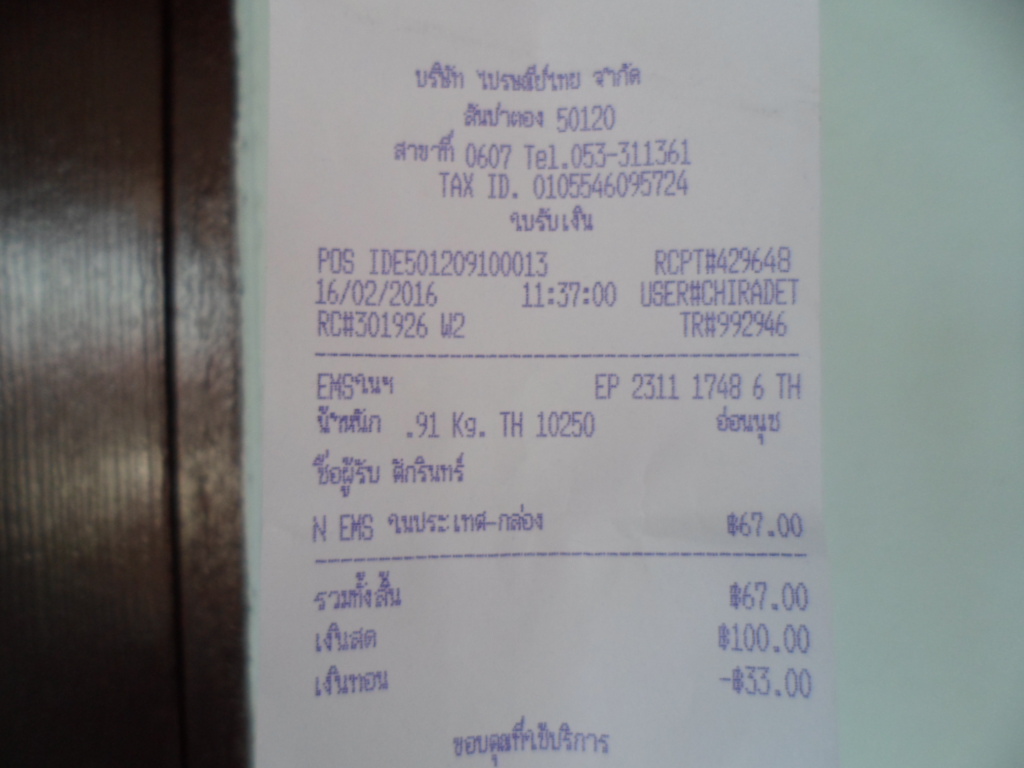 บริษัท ไปรษณีย์ไทย จำกัด
สันป่าตอง 50120
สาขาที่ 0607 Tel.053-311361
TAX ID. 0105546095724
ใบรับเงิน
POS IDE501209100013 RCPT#429648
16/02/2016 11:37:00 USER#CHIRADET
RC#301926 W2 TR#992946
EMSในฯ EP 2311 1748 6 TH
น้ำหนัก .91 Kg. TH 10250 อ่อนนุช
ชื่อผู้รับ ศักรินทร์
N EMS ในประเทศ-กล่อง ฿67.00
รวมทั้งสิ้น ฿67.00
เงินสด ฿100.00
เงินทอน -฿33.00
ขอบคุณที่ใช้บริการ